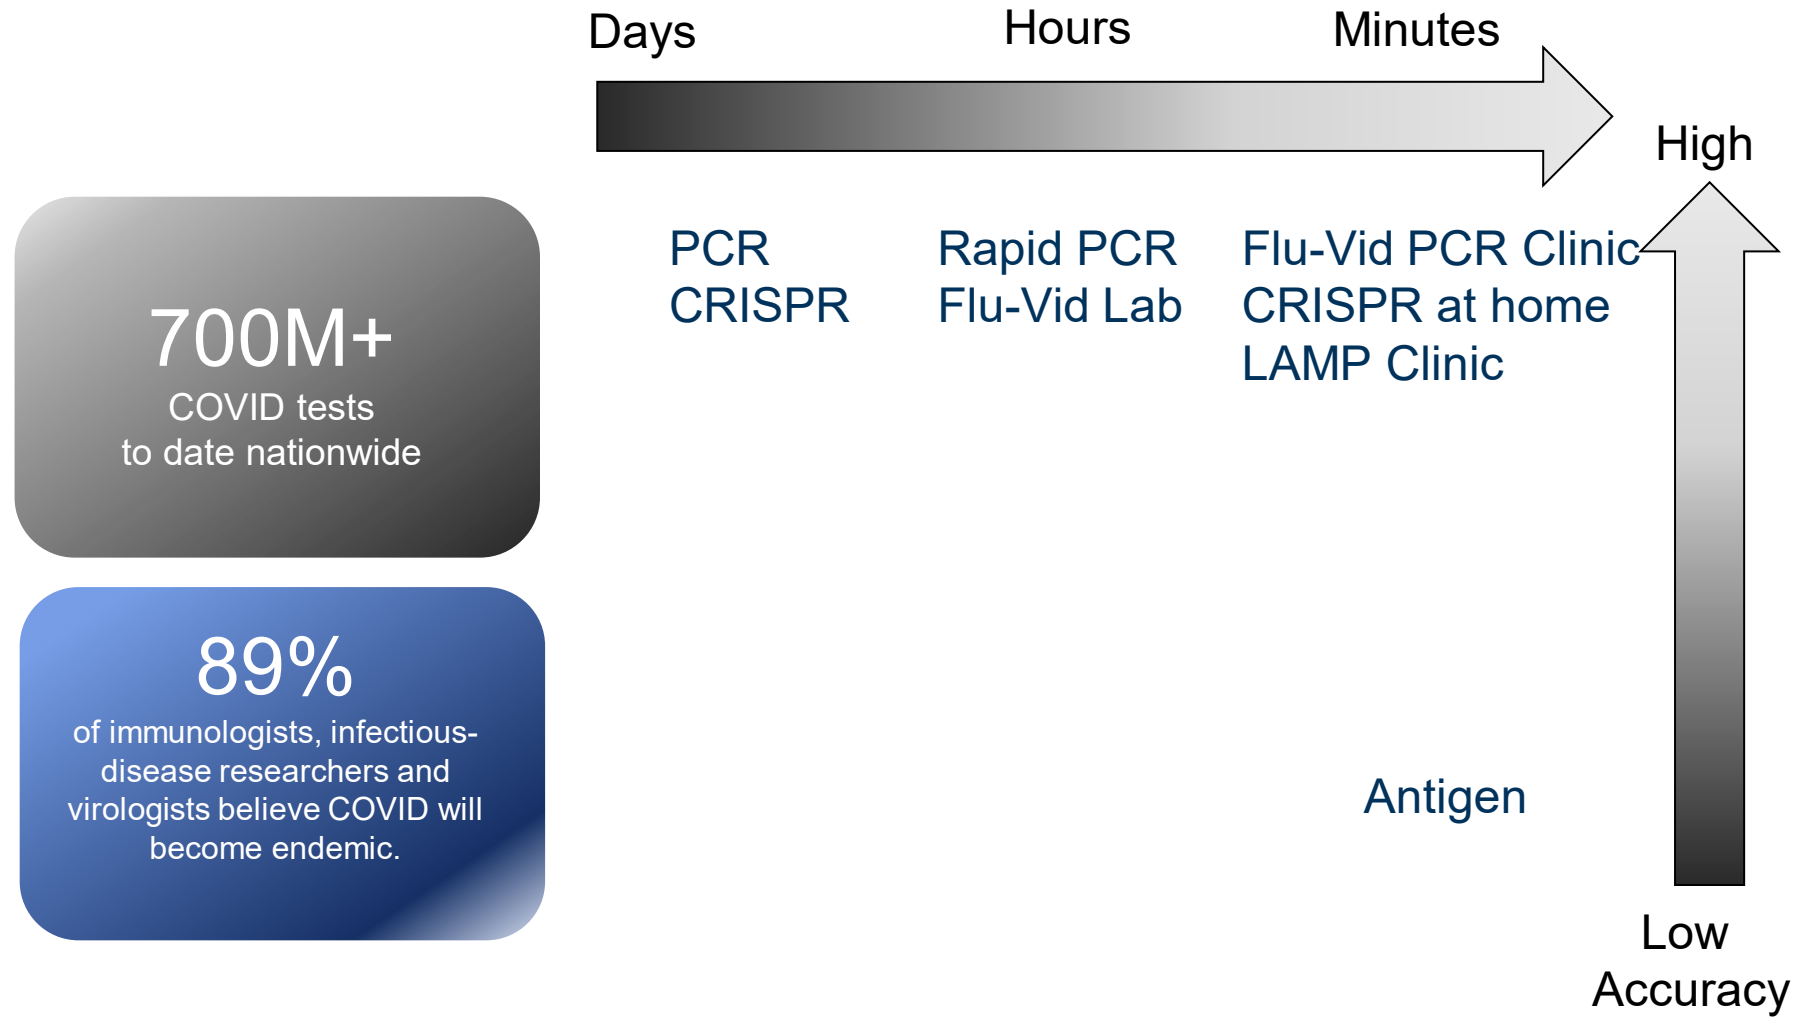 Days
Hours
Minutes
High
PCR
CRISPR
Rapid PCR
Flu-Vid Lab
Flu-Vid PCR Clinic
CRISPR at home
LAMP Clinic
700M+
COVID tests
to date nationwide
89%
of immunologists, infectious-
disease researchers and
virologists believe COVID will
become endemic.
Antigen
Low
Accuracy